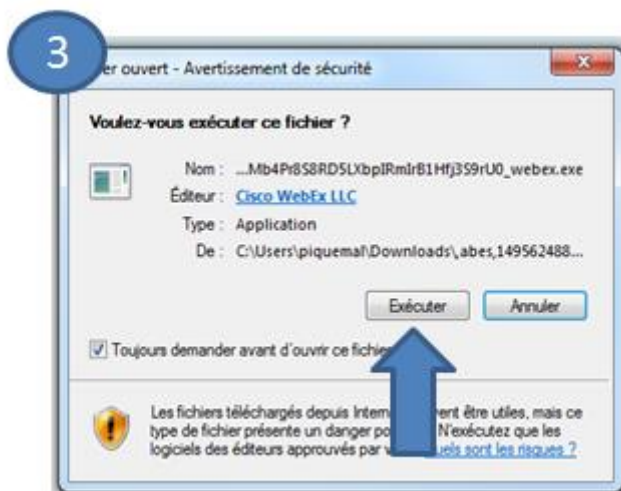 3
er ouvert - Avertissement de sécurité
Voulez-vous exécuter ce fichier ?
Nom : ...Mb4Pr8S8RD5LXbpIRmIrB1Hfj3S9rU0_webex.exe
Éditeur : Cisco WebEx LLC
Type : Application
De : C:\Users\piquemal\Downloads\,abes,149562488...
Exécuter Annuler
Toujours demander avant d'ouvrir ce fichie
Les fichiers téléchargés depuis Intern vent être utiles, mais ce
type de fichier présente un danger po N'exécutez que les
logiciels des éditeurs approuvés par v uels sont les risques ?